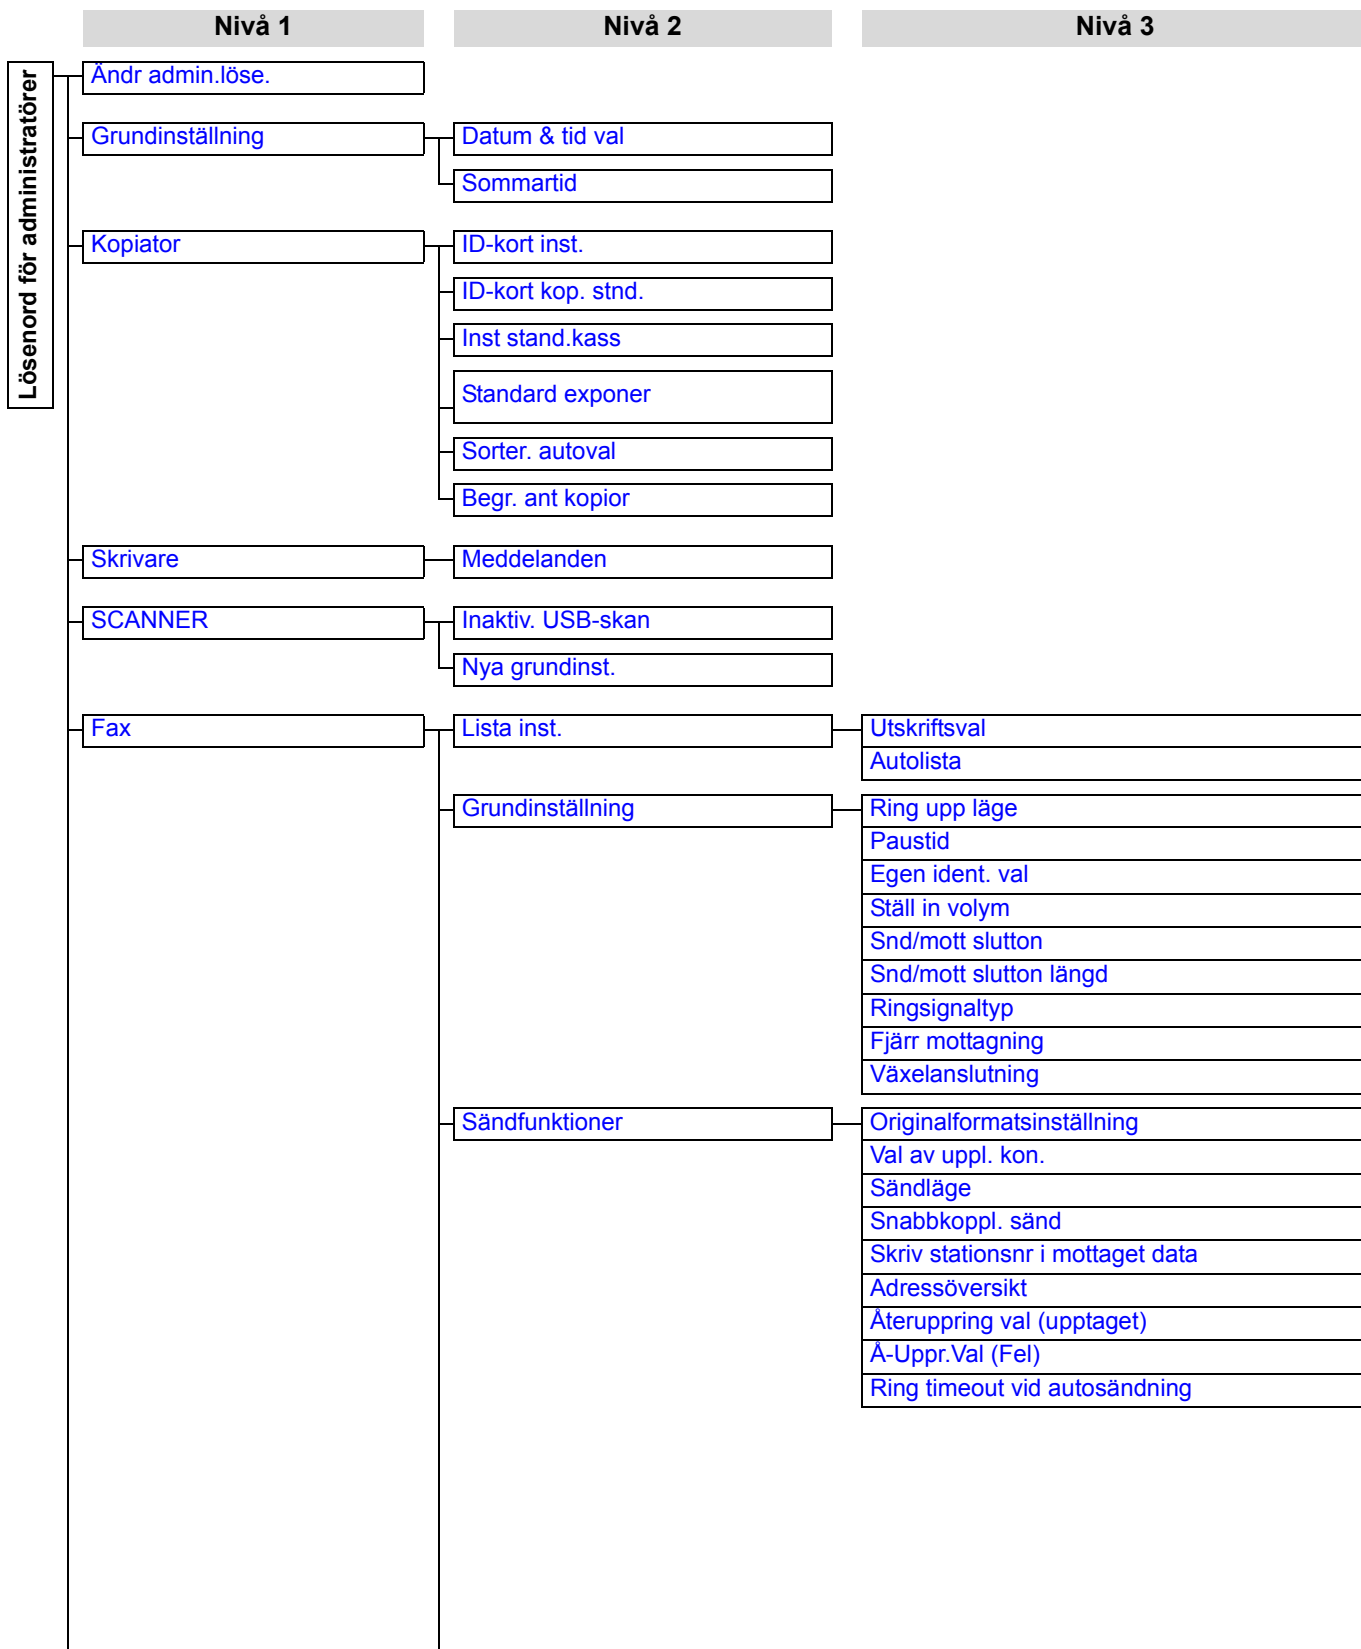 Nivå 1
Nivå 2
Nivå 3
Lösenord för administratörer
Ändr admin.löse.
Grundinställning
Datum & tid val
Sommartid
Kopiator
ID-kort inst.
ID-kort kop. stnd.
Inst stand.kass
Standard exponer
Sorter. autoval
Begr. ant kopior
Skrivare
Meddelanden
SCANNER
Inaktiv. USB-skan
Nya grundinst.
Fax
Lista inst.
Utskriftsval
Autolista
Grundinställning
Ring upp läge
Paustid
Egen ident. val
Ställ in volym
Snd/mott slutton
Snd/mott slutton längd
Ringsignaltyp
Fjärr mottagning
Växelanslutning
Sändfunktioner
Originalformatsinställning
Val av uppl. kon.
Sändläge
Snabbkoppl. sänd
Skriv stationsnr i mottaget data
Adressöversikt
Återuppring val (upptaget)
Å-Uppr.Val (Fel)
Ring timeout vid autosändning